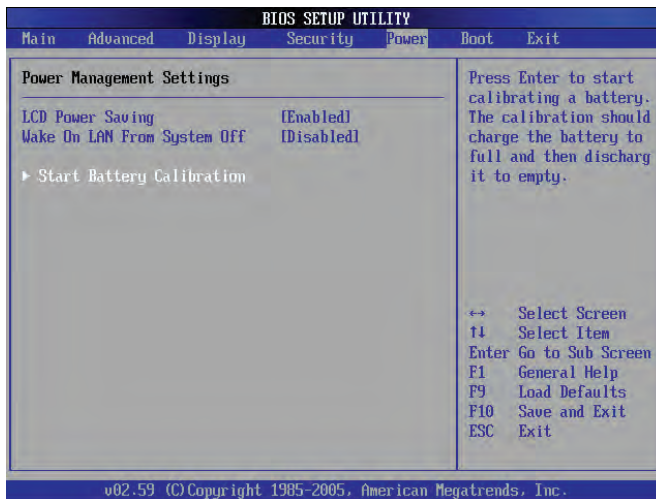 BIOS SETUP UTILITY
Main Advanced Display Security Power Boot Exit
Power Management Settings
LCD Power Saving [Enabled]
Wake On LAN From System Off [Disabled]
▶ Start Battery Calibration
Press Enter to start
calibrating a battery.
The calibration should
charge the battery to
full and then discharg
it to empty.
↔ Select Screen
↑↓ Select Item
Enter Go to Sub Screen
F1 General Help
F9 Load Defaults
F10 Save and Exit
ESC Exit
v02.59 (C)Copyright 1985-2005, American Megatrends, Inc.